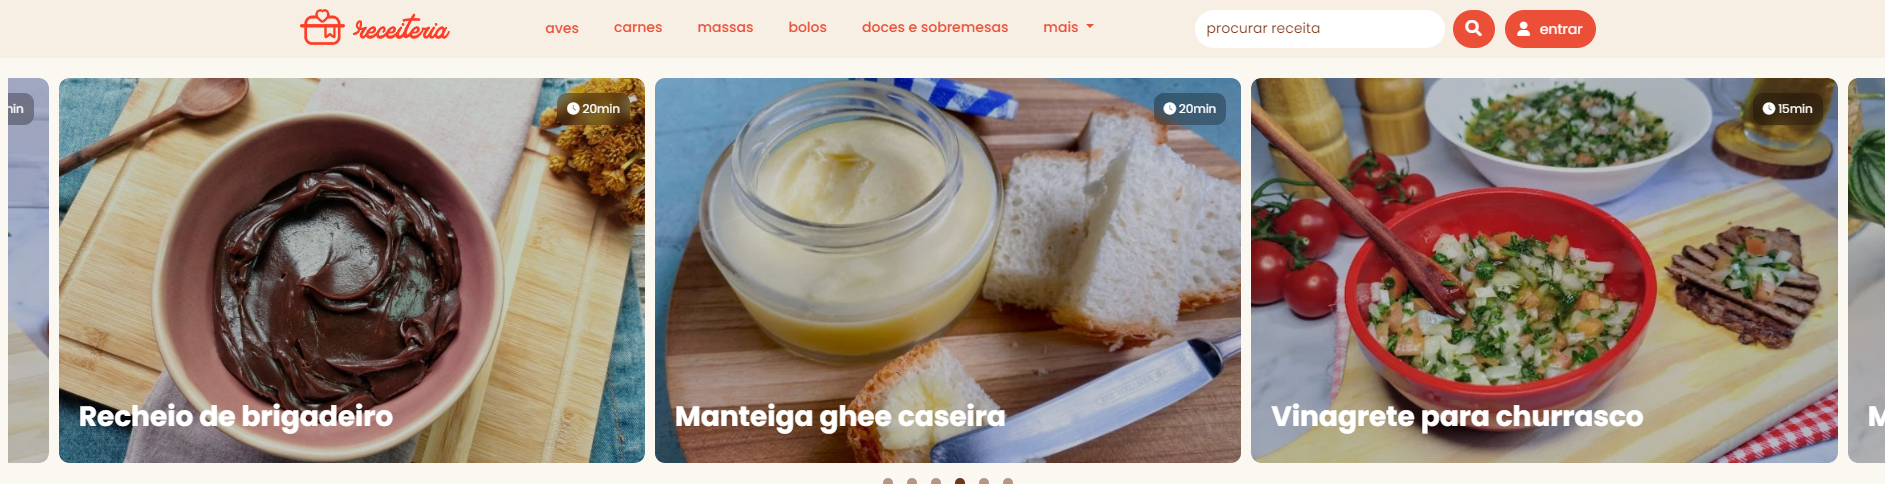 receiteria
aves
carnes
massas
bolos
doces e sobremesas
mais
procurar receita
entrar
20min
20min
15min
Recheio de brigadeiro
Manteiga ghee caseira
Vinagrete para churrasco